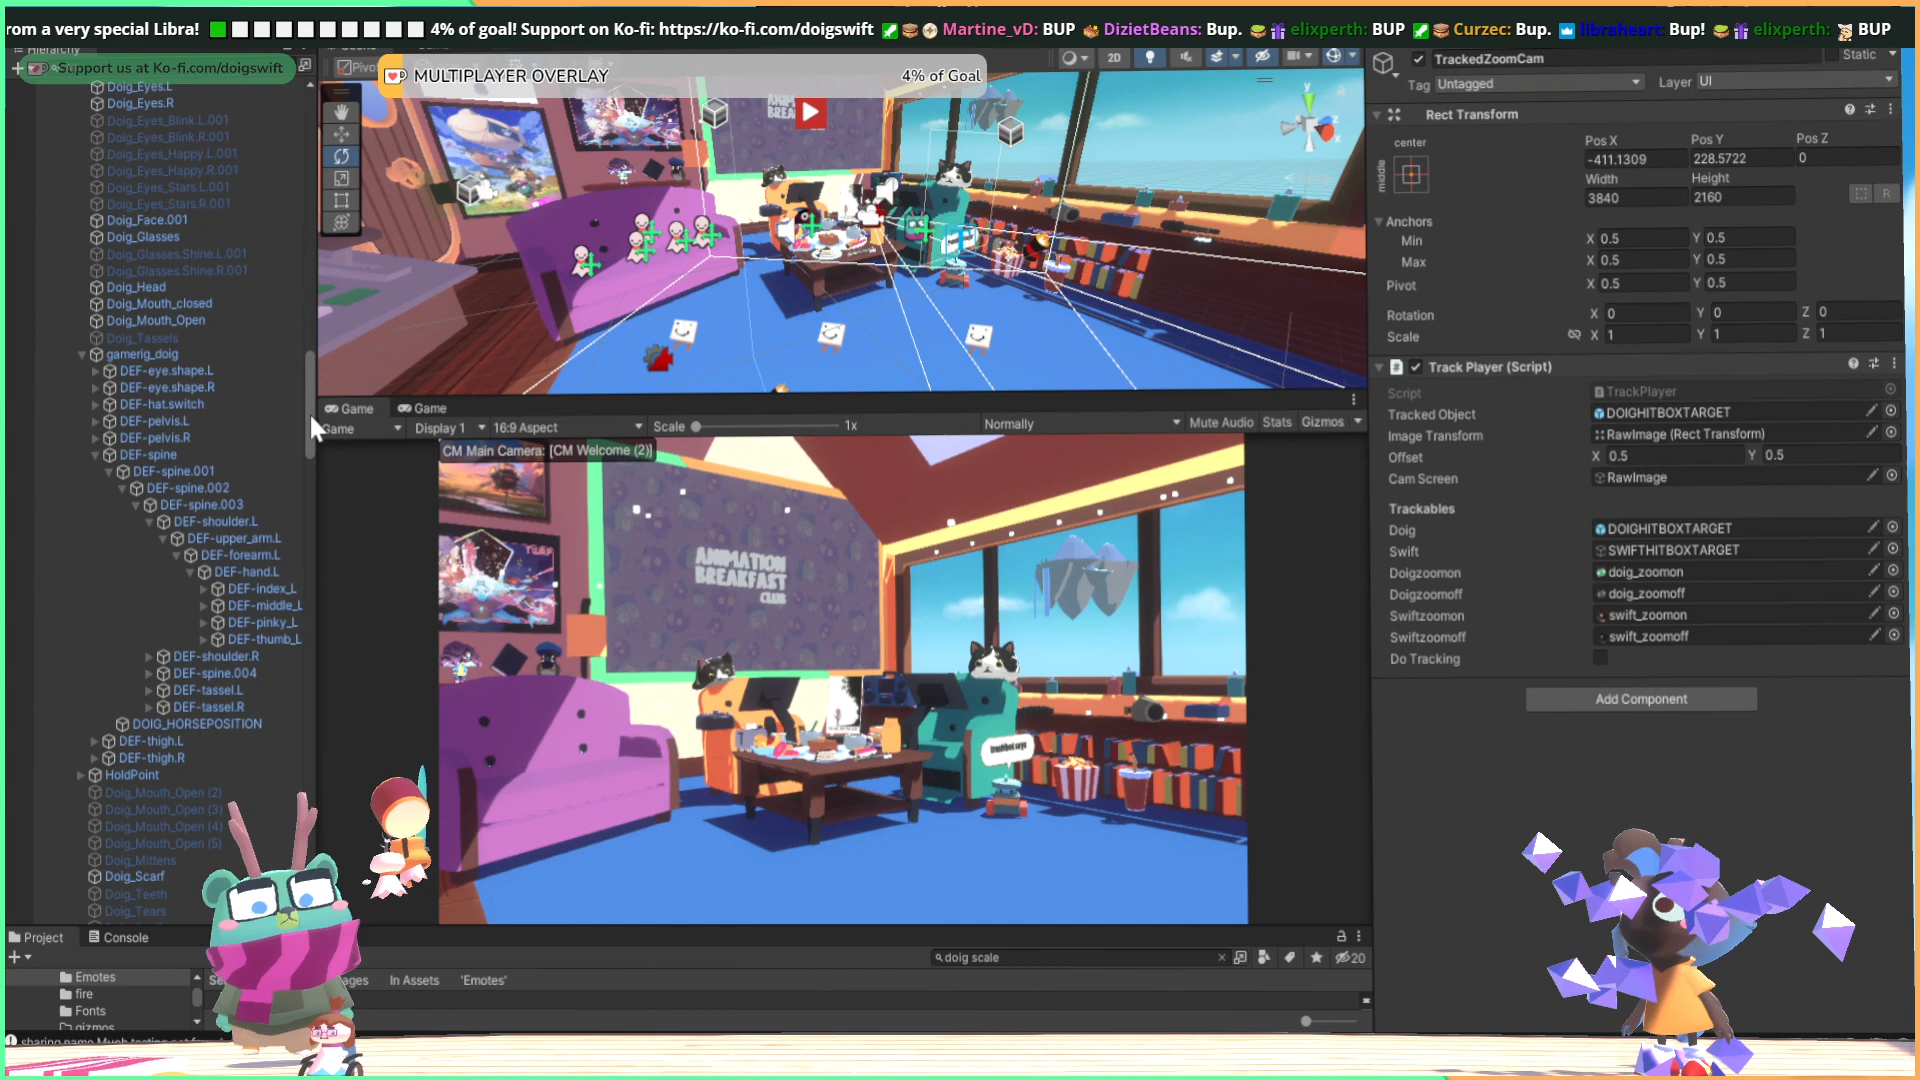 rom a very special Libra! 4% of goal! Support on Ko-fi: https://ko-fi.com/doigswift Martine_vD: BUP DizietBeans: Bup. elixperth: BUP Curzec: Bup. libraheart: Bup! elixperth: BUP
Hierarchy
Support us at Ko-fi.com/doigswift
Doig_Eyes.L
Doig_Eyes.R
Doig_Eyes_Blink.L.001
Doig_Eyes_Blink.R.001
Doig_Eyes_Happy.L.001
Doig_Eyes_Happy.R.001
Doig_Eyes_Stars.L.001
Doig_Eyes_Stars.R.001
Doig_Face.001
Doig_Glasses
Doig_Glasses.Shine.L.001
Doig_Glasses.Shine.R.001
Doig_Head
Doig_Mouth_closed
Doig_Mouth_Open
Doig_Tassels
gamerig_doig
DEF-eye.shape.L
DEF-eye.shape.R
DEF-hat.switch
DEF-pelvis.L
DEF-pelvis.R
DEF-spine
DEF-spine.001
DEF-spine.002
DEF-spine.003
DEF-shoulder.L
DEF-upper_arm.L
DEF-forearm.L
DEF-hand.L
DEF-index_L
DEF-middle_L
DEF-pinky_L
DEF-thumb_L
DEF-shoulder.R
DEF-spine.004
DEF-tassel.L
DEF-tassel.R
DOIG_HORSEPOSITION
DEF-thigh.L
DEF-thigh.R
HoldPoint
Doig_Mouth_Open (2)
Doig_Mouth_Open (3)
Doig_Mouth_Open (4)
Doig_Mouth_Open (5)
Doig_Mittens
Doig_Scarf
Doig_Teeth
Doig_Tears
Pivot
MULTIPLAYER OVERLAY 4% of Goal
2D
Game Game
Game Display 1 16:9 Aspect Scale 1x Normally Mute Audio Stats Gizmos
CM Main Camera: [CM Welcome (2)]
ANIMATION
BREAKFAST
CLUB
trashbot says
TrackedZoomCam Static
Tag Untagged Layer UI
Rect Transform
center
middle
Pos X Pos Y Pos Z
-411.1309 228.5722 0
Width Height
3840 2160
R
Anchors
Min X 0.5 Y 0.5
Max X 0.5 Y 0.5
Pivot X 0.5 Y 0.5
Rotation X 0 Y 0 Z 0
Scale X 1 Y 1 Z 1
Track Player (Script)
Script TrackPlayer
Tracked Object DOIGHITBOXTARGET
Image Transform RawImage (Rect Transform)
Offset X 0.5 Y 0.5
Cam Screen RawImage
Trackables
Doig DOIGHITBOXTARGET
Swift SWIFTHITBOXTARGET
Doigzoomon doig_zoomon
Doigzoomoff doig_zoomoff
Swiftzoomon swift_zoomon
Swiftzoomoff swift_zoomoff
Do Tracking
Add Component
Project Console
doig scale
20
Emotes
fire
Fonts
gizmos
ages In Assets 'Emotes'